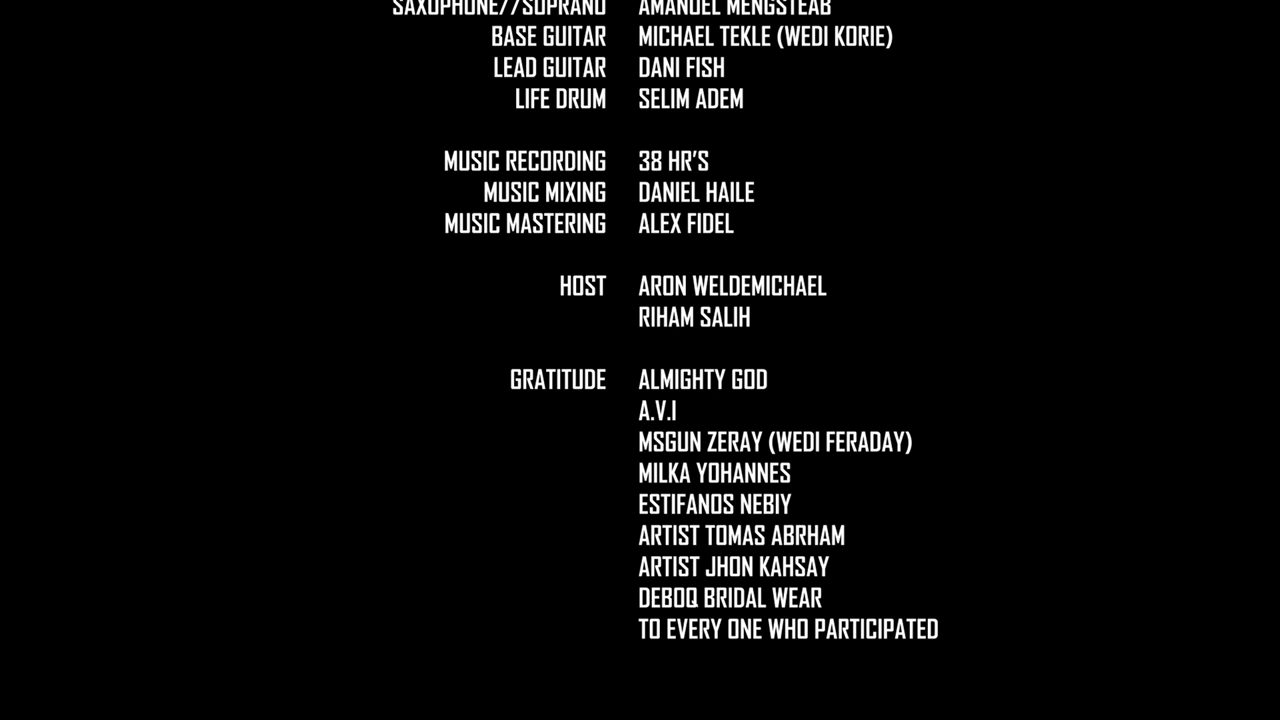 SAXOPHONE//SOPRANO AMANUEL MENGSTEAB
BASE GUITAR MICHAEL TEKLE (WEDI KORIE)
LEAD GUITAR DANI FISH
LIFE DRUM SELIM ADEM
MUSIC RECORDING 38 HR'S
MUSIC MIXING DANIEL HAILE
MUSIC MASTERING ALEX FIDEL
HOST ARON WELDEMICHAEL
RIHAM SALIH
GRATITUDE ALMIGHTY GOD
A.V.I
MSGUN ZERAY (WEDI FERADAY)
MILKA YOHANNES
ESTIFANOS NEBIY
ARTIST TOMAS ABRHAM
ARTIST JHON KAHSAY
DEBOQ BRIDAL WEAR
TO EVERY ONE WHO PARTICIPATED